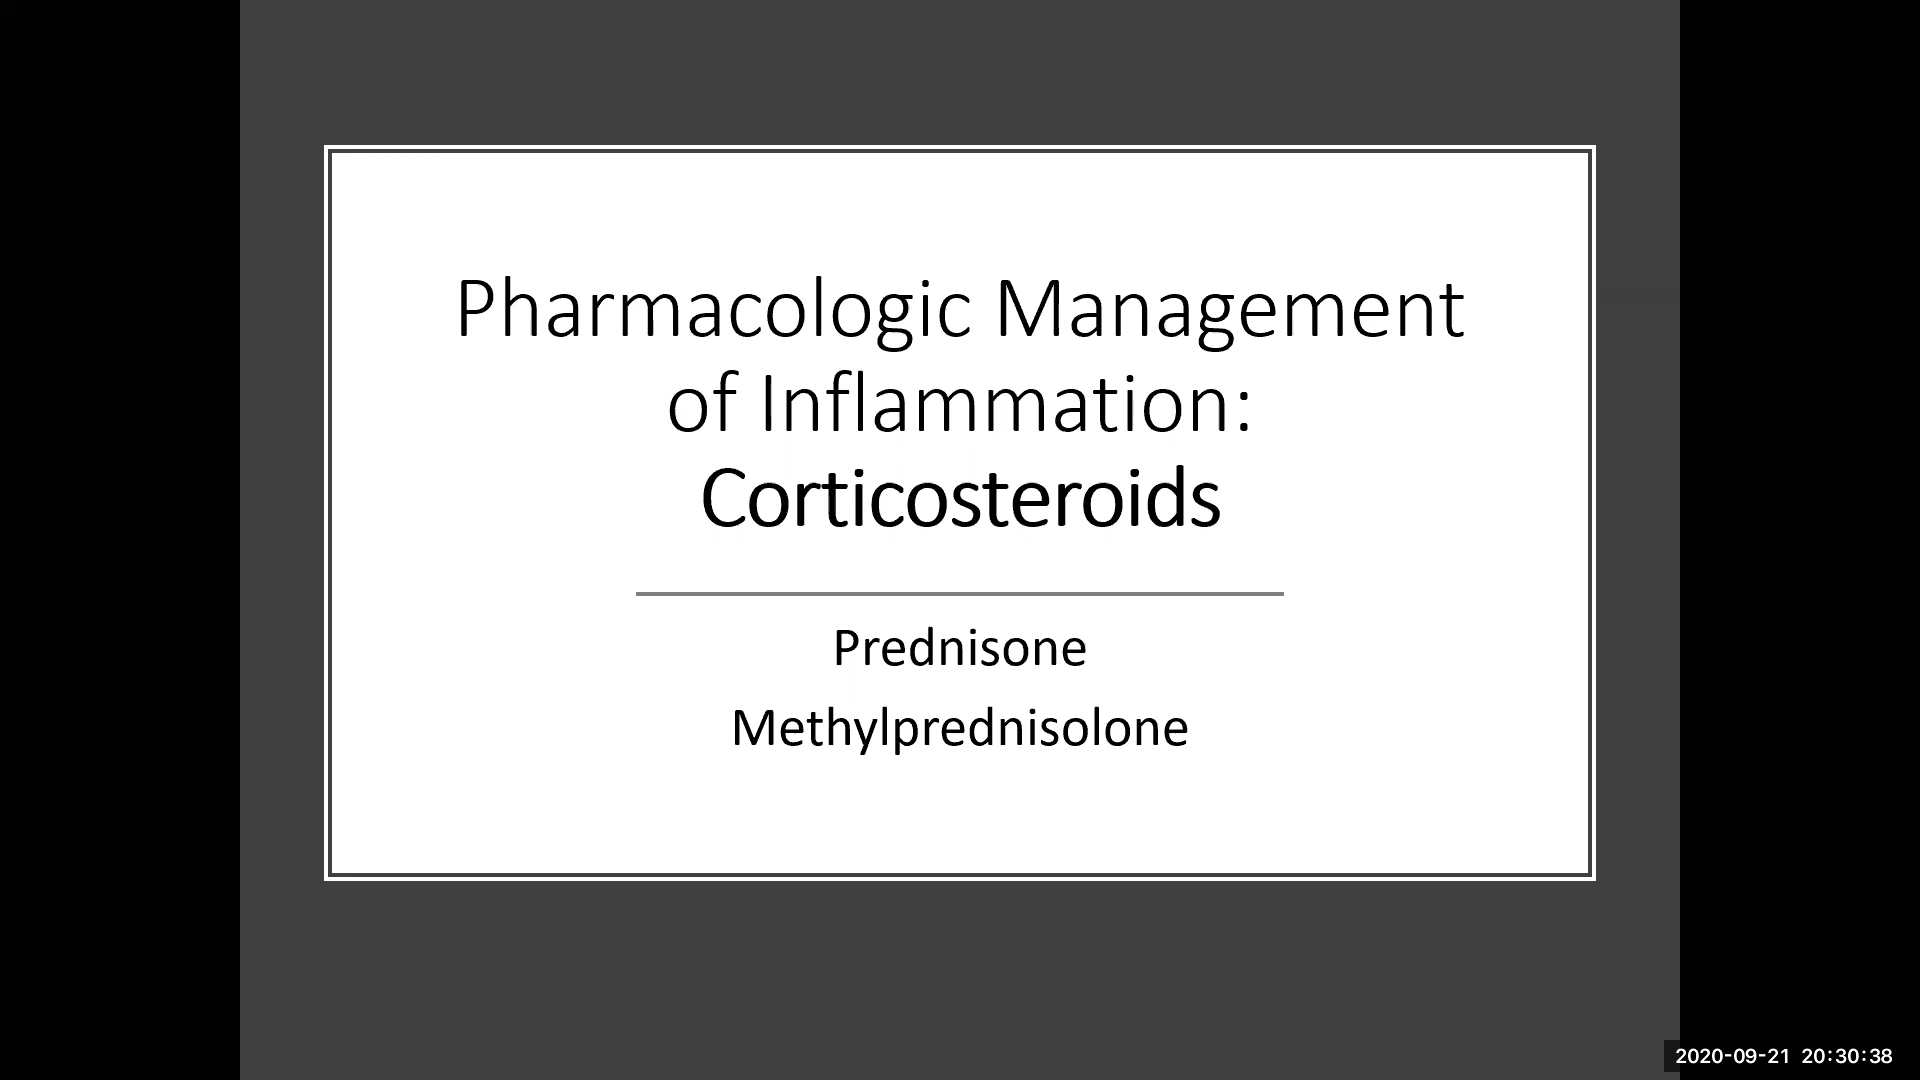 Pharmacologic Management
of Inflammation:
Corticosteroids
Prednisone
Methylprednisolone
2020-09-21 20:30:38